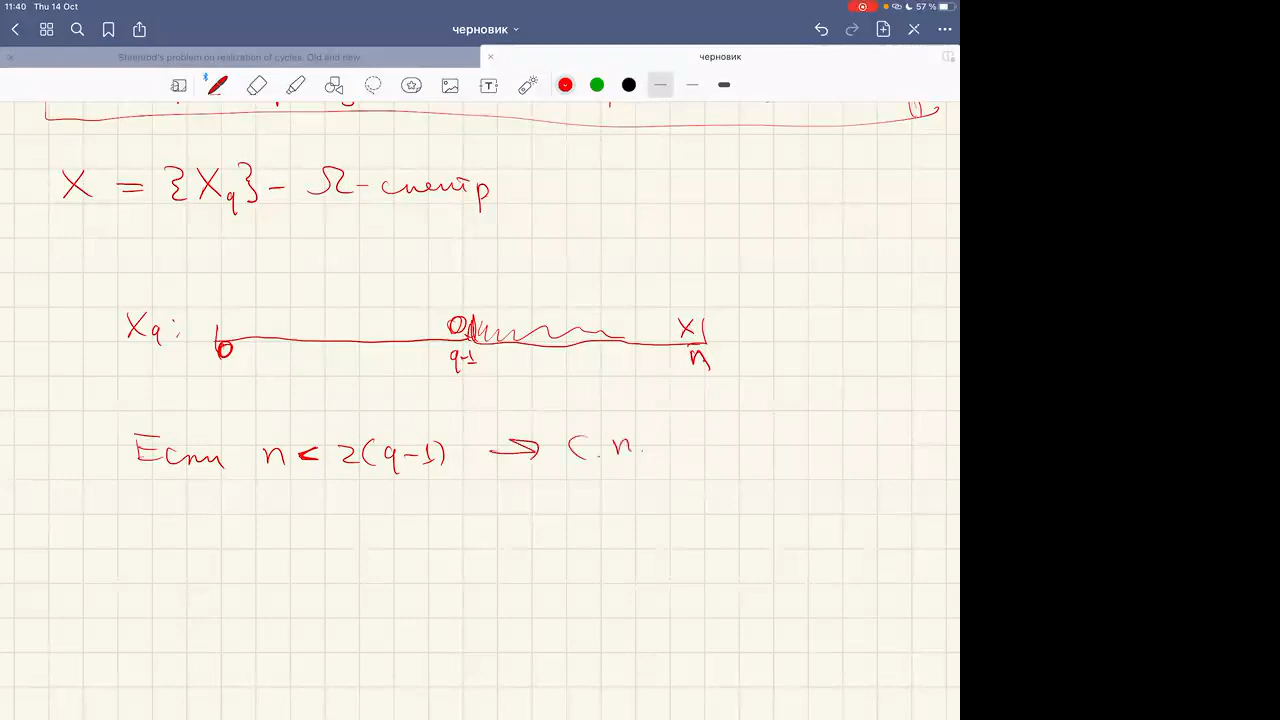 11:40 Thu 14 Oct 57 %
черновик
Steenrod's problem on realization of cycles. Old and new
черновик
X = {X_q} - Ω-спектр
X_q: 0 X
0 q-1 n
Если n < 2(q-1) → С.п.